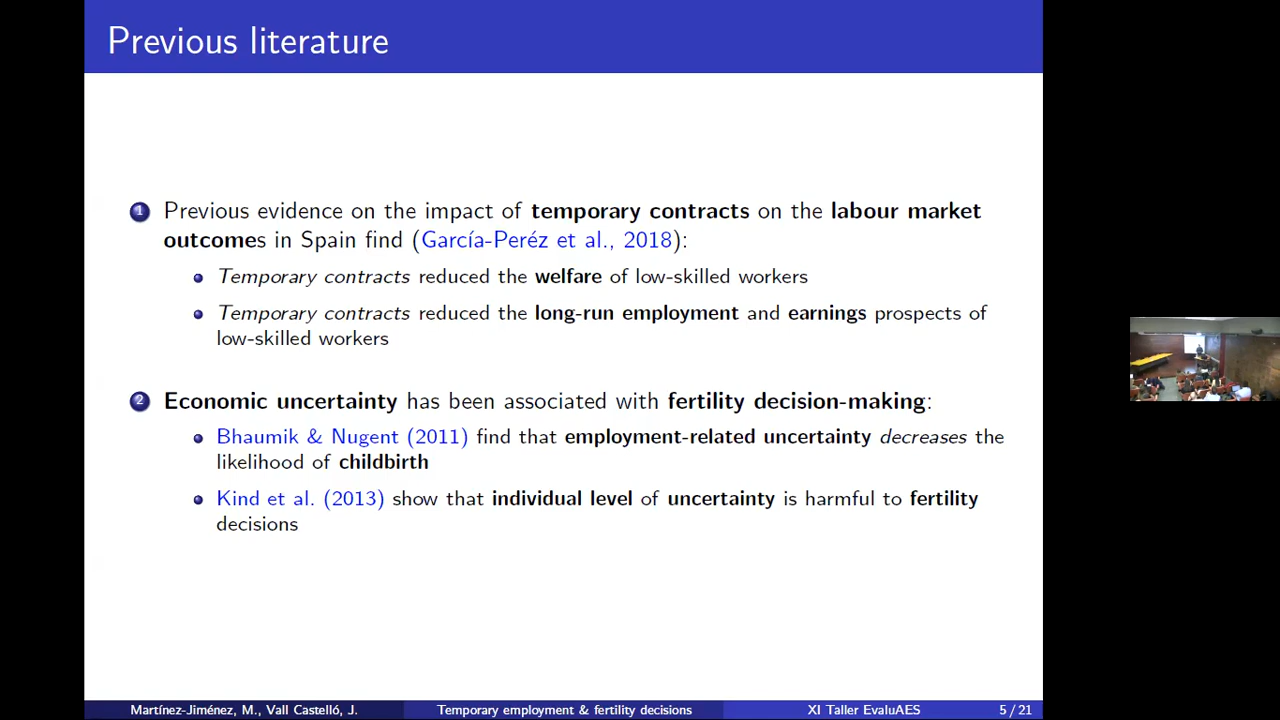 Previous literature
1 Previous evidence on the impact of temporary contracts on the labour market
outcomes in Spain find (García-Peréz et al., 2018):
Temporary contracts reduced the welfare of low-skilled workers
Temporary contracts reduced the long-run employment and earnings prospects of
low-skilled workers
2 Economic uncertainty has been associated with fertility decision-making:
Bhaumik & Nugent (2011) find that employment-related uncertainty decreases the
likelihood of childbirth
Kind et al. (2013) show that individual level of uncertainty is harmful to fertility
decisions
Martínez-Jiménez, M., Vall Castelló, J. Temporary employment & fertility decisions XI Taller EvaluAES 5 / 21